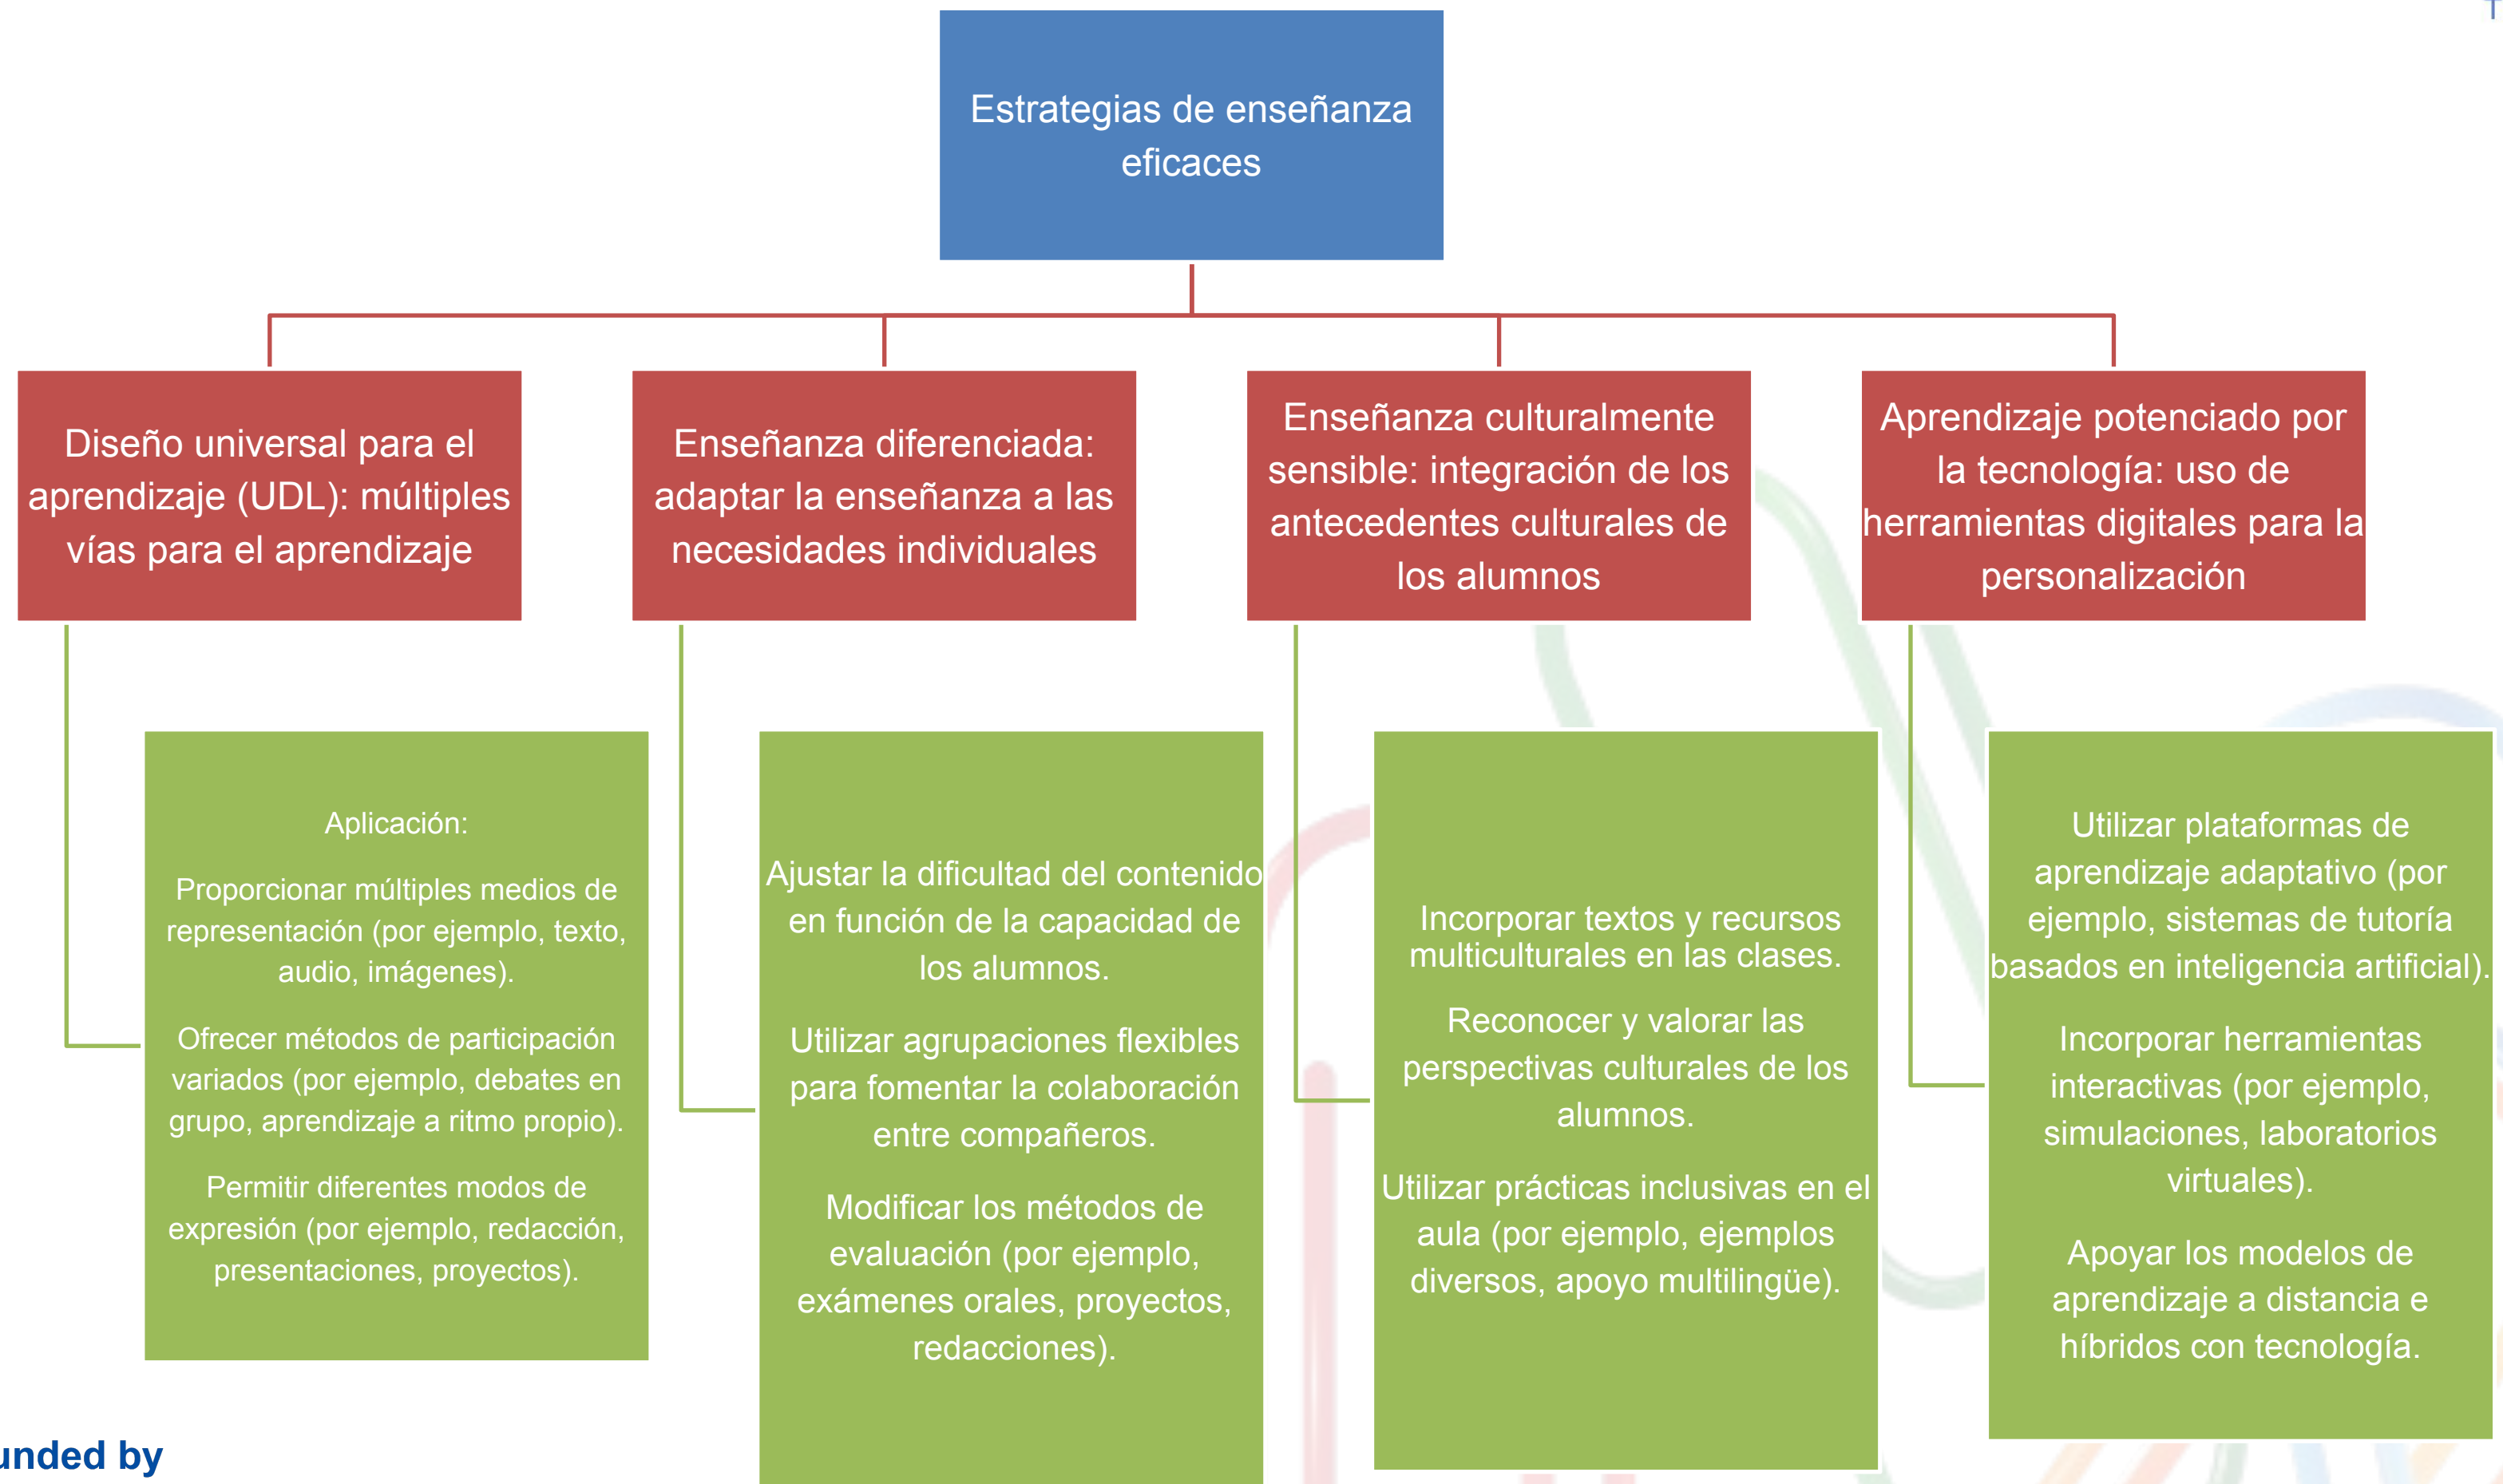 Estrategias de enseñanza
eficaces
Diseño universal para el
aprendizaje (UDL): múltiples
vías para el aprendizaje
Enseñanza diferenciada:
adaptar la enseñanza a las
necesidades individuales
Enseñanza culturalmente
sensible: integración de los
antecedentes culturales de
los alumnos
Aprendizaje potenciado por
la tecnología: uso de
herramientas digitales para la
personalización
Aplicación:
Proporcionar múltiples medios de
representación (por ejemplo, texto,
audio, imágenes).
Ofrecer métodos de participación
variados (por ejemplo, debates en
grupo, aprendizaje a ritmo propio).
Permitir diferentes modos de
expresión (por ejemplo, redacción,
presentaciones, proyectos).
Ajustar la dificultad del contenido
en función de la capacidad de
los alumnos.
Utilizar agrupaciones flexibles
para fomentar la colaboración
entre compañeros.
Modificar los métodos de
evaluación (por ejemplo,
exámenes orales, proyectos,
redacciones).
Incorporar textos y recursos
multiculturales en las clases.
Reconocer y valorar las
perspectivas culturales de los
alumnos.
Utilizar prácticas inclusivas en el
aula (por ejemplo, ejemplos
diversos, apoyo multilingüe).
Utilizar plataformas de
aprendizaje adaptativo (por
ejemplo, sistemas de tutoría
basados en inteligencia artificial).
Incorporar herramientas
interactivas (por ejemplo,
simulaciones, laboratorios
virtuales).
Apoyar los modelos de
aprendizaje a distancia e
híbridos con tecnología.
unded by